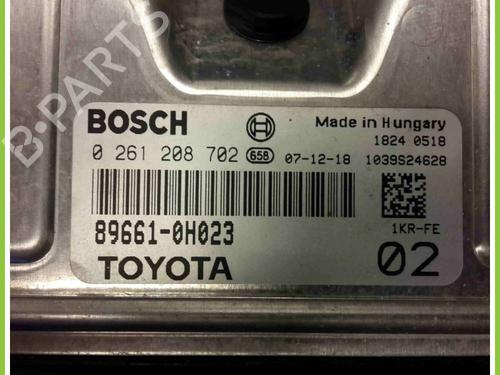 B-PARTS
BOSCH
Made in Hungary
1824 0518
0 261 208 702 658 07-12-18 1039S24628
89661-0H023
1KR-FE
TOYOTA
02